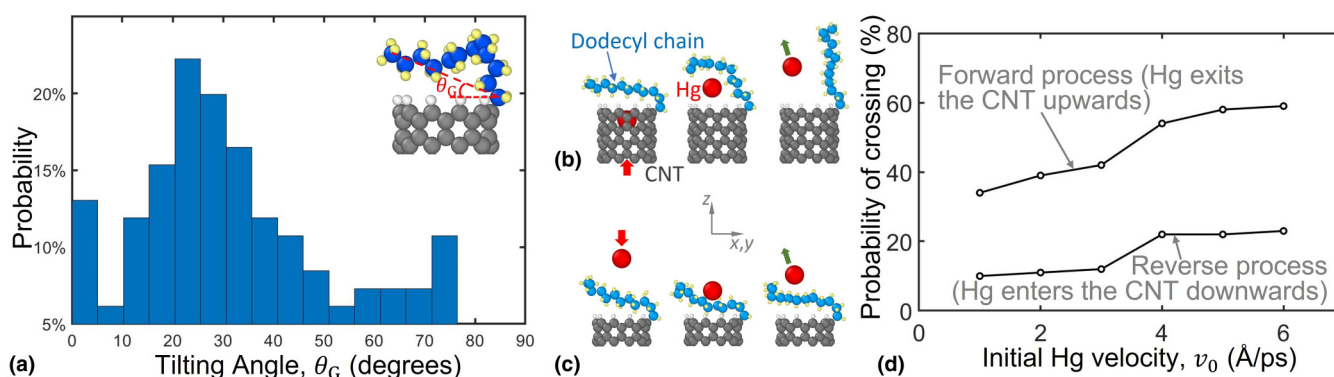 (a)
Probability
20%
15%
10%
5%
0 10 20 30 40 50 60 70 80 90
Tilting Angle, θG (degrees)
θG
(b)
Dodecyl chain
Hg
CNT
z
x,y
(c)
(d)
Probability of crossing (%)
80
60
40
20
0
0 2 4 6
Initial Hg velocity, v0 (Å/ps)
Forward process (Hg exits
the CNT upwards)
Reverse process
(Hg enters the CNT downwards)